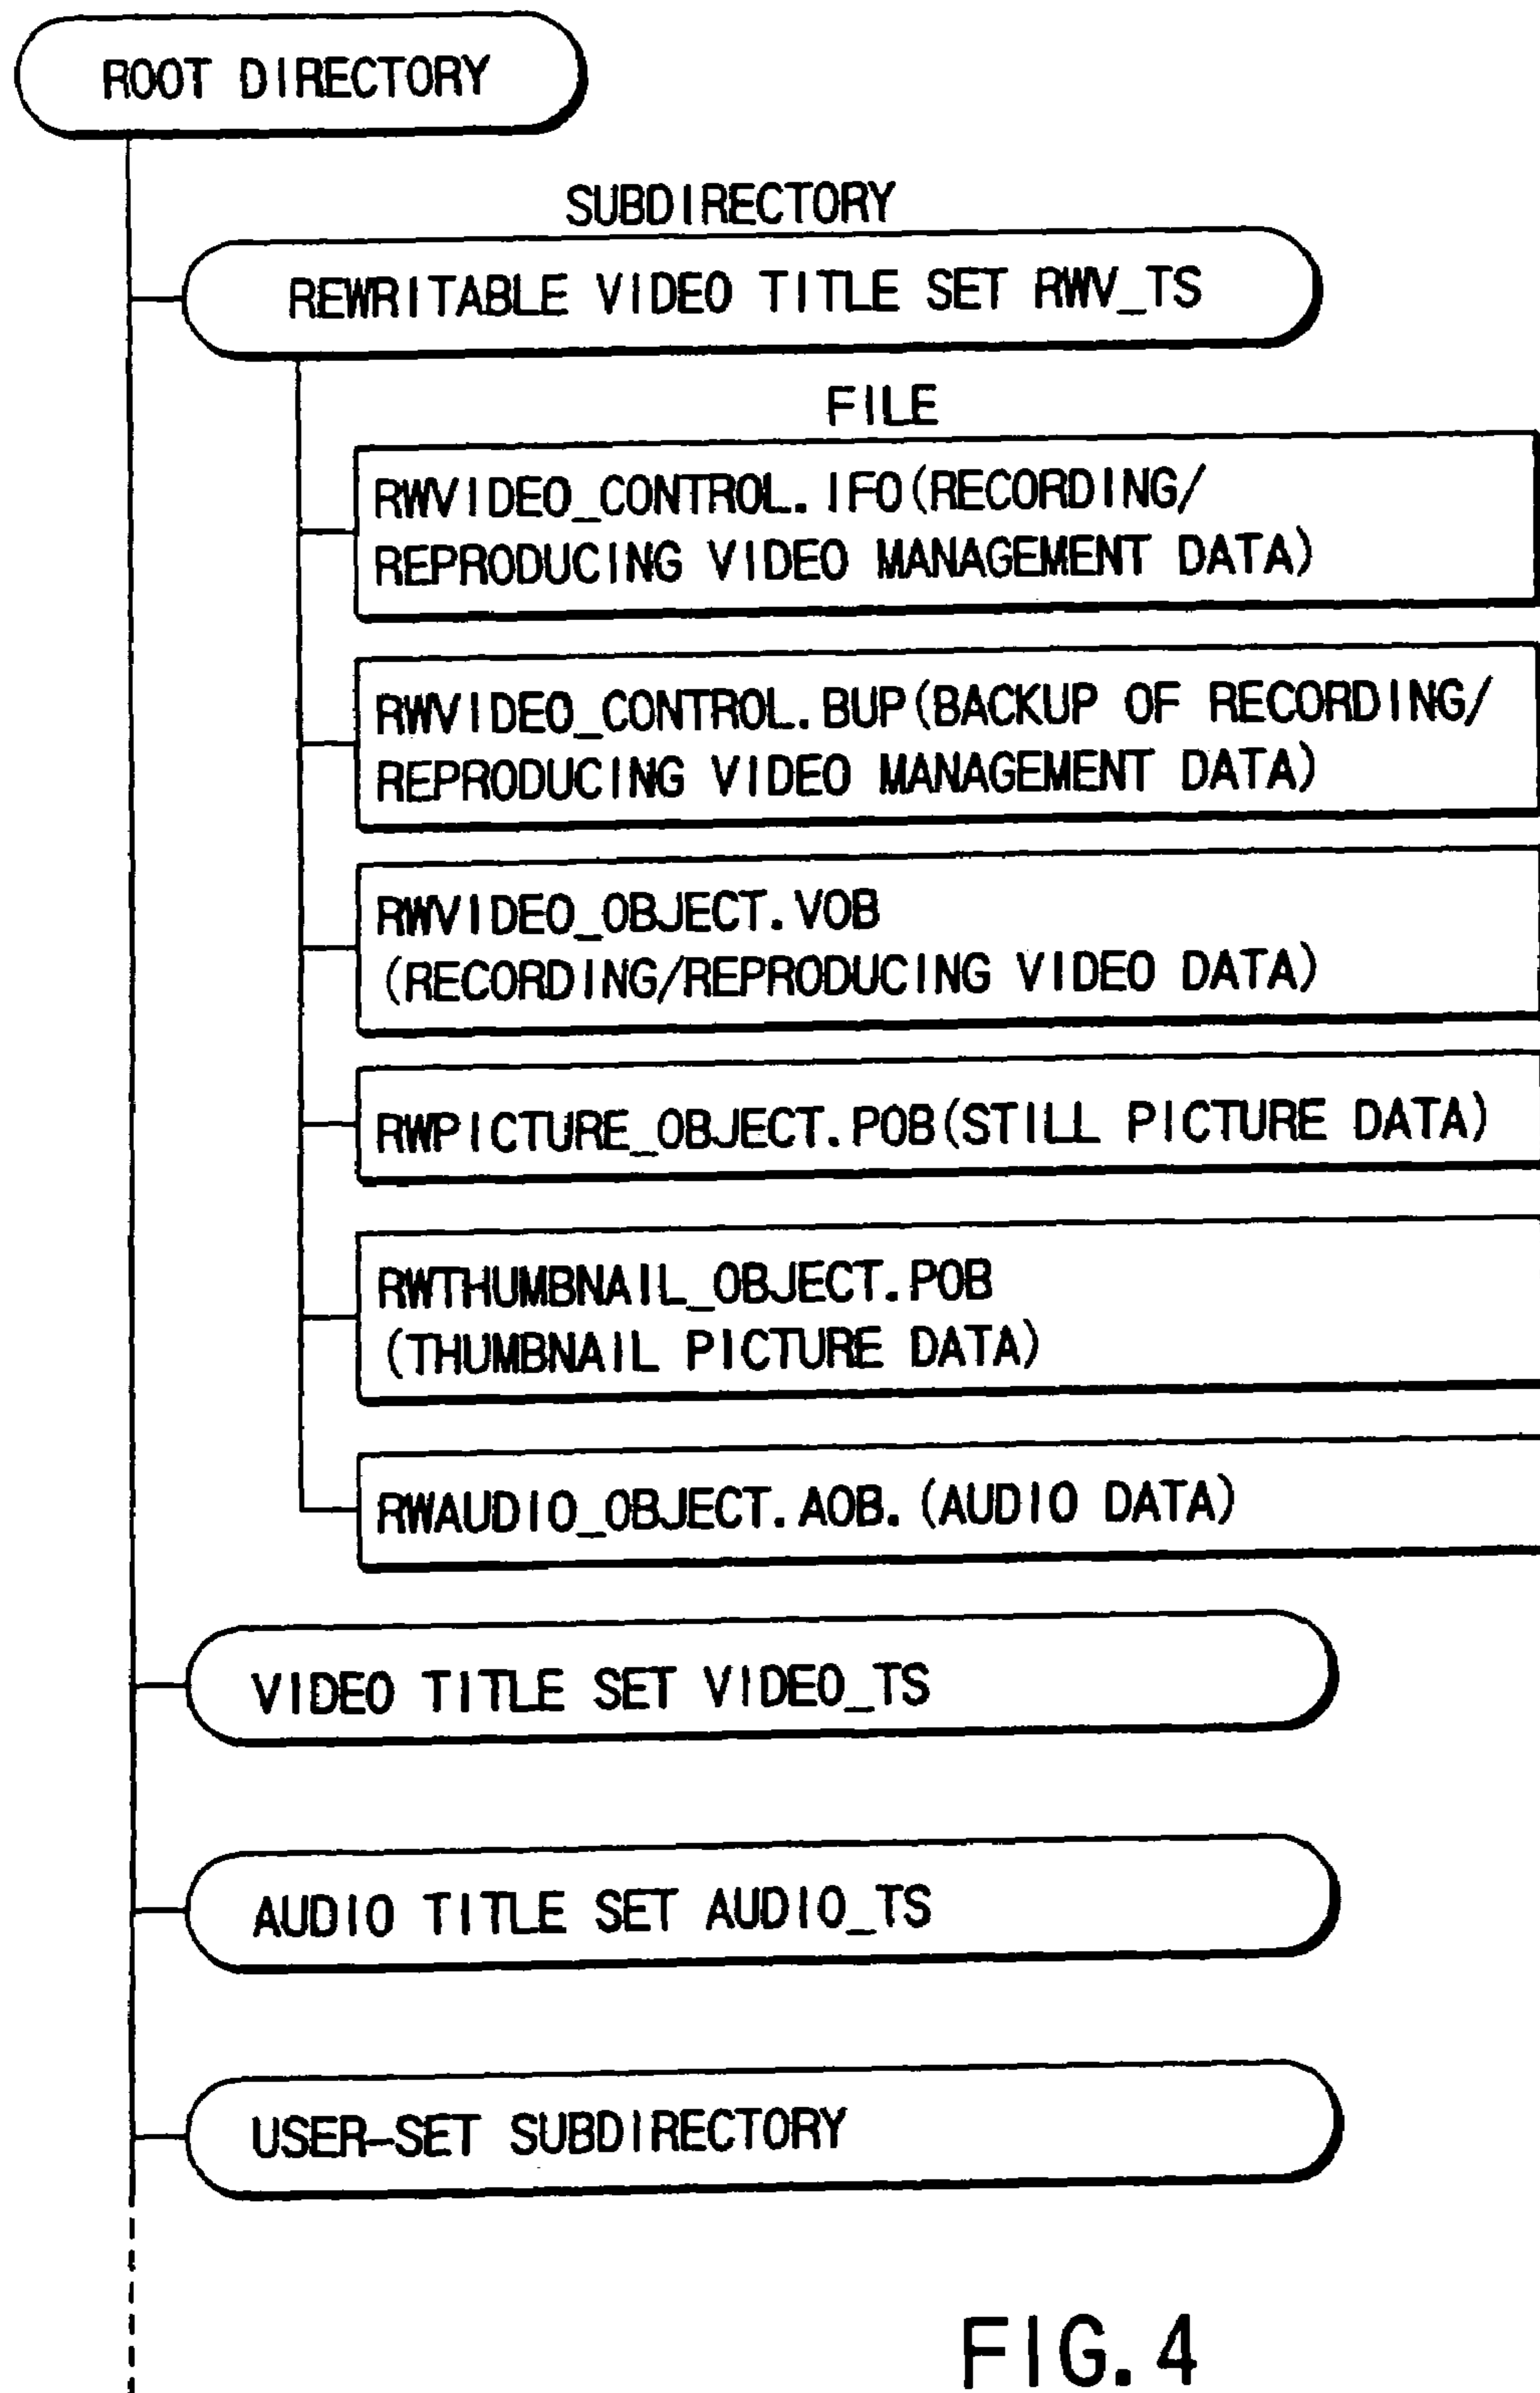 ROOT DIRECTORY
SUBDIRECTORY
REWRITABLE VIDEO TITLE SET RWV_TS
FILE
RWVIDEO_CONTROL.IFO(RECORDING/
REPRODUCING VIDEO MANAGEMENT DATA)
RWVIDEO_CONTROL.BUP(BACKUP OF RECORDING/
REPRODUCING VIDEO MANAGEMENT DATA)
RWVIDEO_OBJECT.VOB
(RECORDING/REPRODUCING VIDEO DATA)
RWPICTURE_OBJECT.POB(STILL PICTURE DATA)
RWTHUMBNAIL_OBJECT.POB
(THUMBNAIL PICTURE DATA)
RWAUDIO_OBJECT.AOB.(AUDIO DATA)
VIDEO TITLE SET VIDEO_TS
AUDIO TITLE SET AUDIO_TS
USER-SET SUBDIRECTORY
FIG.4